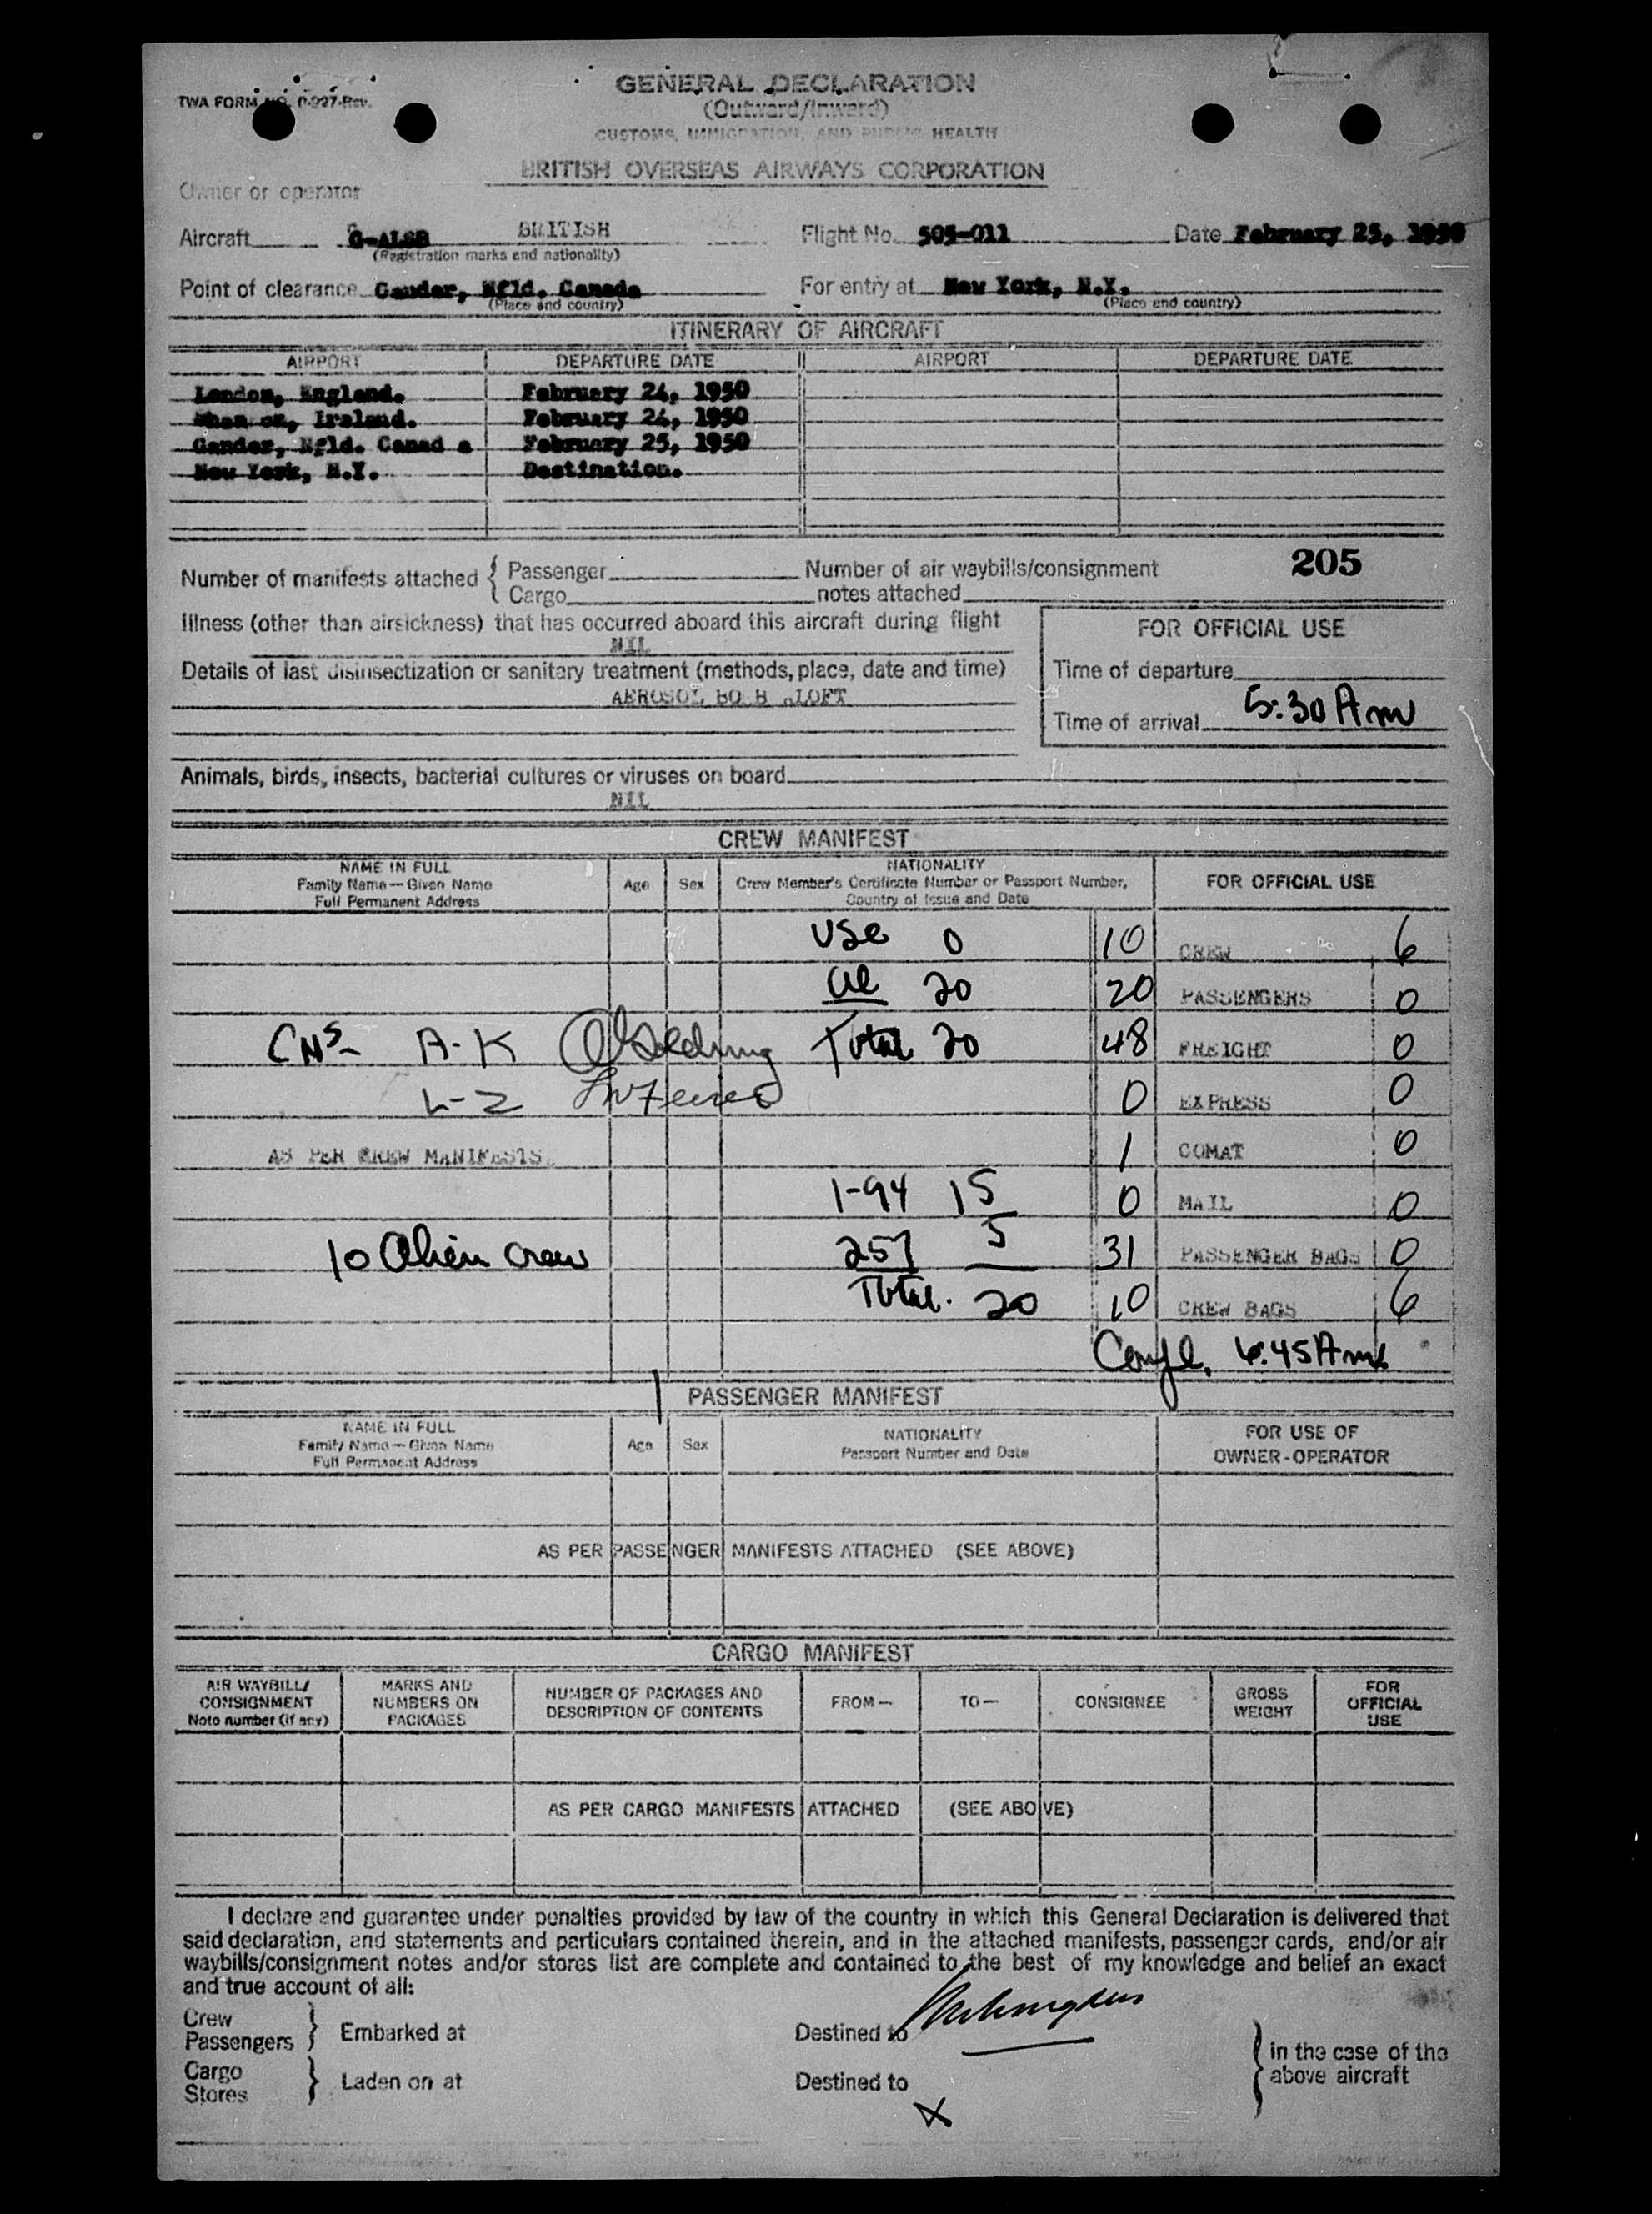 GENERAL DECLARATION
TWA FORM NO. 0-997-Rev.
(Outward/Inward)
CUSTOMS, IMMIGRATION, AND PUBLIC HEALTH
BRITISH OVERSEAS AIRWAYS CORPORATION
Owner or operator
Aircraft G-ALSB BRITISH Flight No. 505-011 Date February 25, 1950
(Registration marks and nationality)
Point of clearance Gander, Nfld. Canada For entry at New York, N.Y.
(Place and country) (Place and country)
ITINERARY OF AIRCRAFT
AIRPORT DEPARTURE DATE AIRPORT DEPARTURE DATE
London, England. February 24, 1950
Shan on, Ireland. February 24, 1950
Gander, Nfld. Canad a February 25, 1950
New York, N.Y. Destination.
205
Number of manifests attached { Passenger Number of air waybills/consignment
Cargo notes attached
Illness (other than airsickness) that has occurred aboard this aircraft during flight
NIL
FOR OFFICIAL USE
Details of last disinsectization or sanitary treatment (methods, place, date and time)
AEROSOL BO B LOFT
Time of departure
Time of arrival 5:30 Am
Animals, birds, insects, bacterial cultures or viruses on board
NIL
CREW MANIFEST
NAME IN FULL
Family Name—Given Name
Full Permanent Address
Age Sex
NATIONALITY
Crew Member's Certificate Number or Passport Number,
Country of Issue and Date
FOR OFFICIAL USE
USC 0 10 CREW 6
al 20 20 PASSENGERS 0
CNS- A-K Total 20 48 FREIGHT 0
L-Z 0 EXPRESS 0
AS PER CREW MANIFESTS. 1 COMAT 0
1-94 15 0 MAIL 0
10 Alien Crew 257 5 31 PASSENGER BAGS 0
Total. 20 10 CREW BAGS 6
Compl. 6:45 Am
PASSENGER MANIFEST
NAME IN FULL
Family Name—Given Name
Full Permanent Address
Age Sex
NATIONALITY
Passport Number and Date
FOR USE OF
OWNER-OPERATOR
AS PER PASSENGER MANIFESTS ATTACHED (SEE ABOVE)
CARGO MANIFEST
AIR WAYBILL/
CONSIGNMENT
Note number (if any)
MARKS AND
NUMBERS ON
PACKAGES
NUMBER OF PACKAGES AND
DESCRIPTION OF CONTENTS
FROM—
TO—
CONSIGNEE
GROSS
WEIGHT
FOR
OFFICIAL
USE
AS PER CARGO MANIFESTS ATTACHED (SEE ABOVE)
I declare and guarantee under penalties provided by law of the country in which this General Declaration is delivered that
said declaration, and statements and particulars contained therein, and in the attached manifests, passenger cards, and/or air
waybills/consignment notes and/or stores list are complete and contained to the best of my knowledge and belief an exact
and true account of all:
Crew
Passengers } Embarked at Destined to
Cargo
Stores } Laden on at Destined to
} in the case of the
above aircraft
X